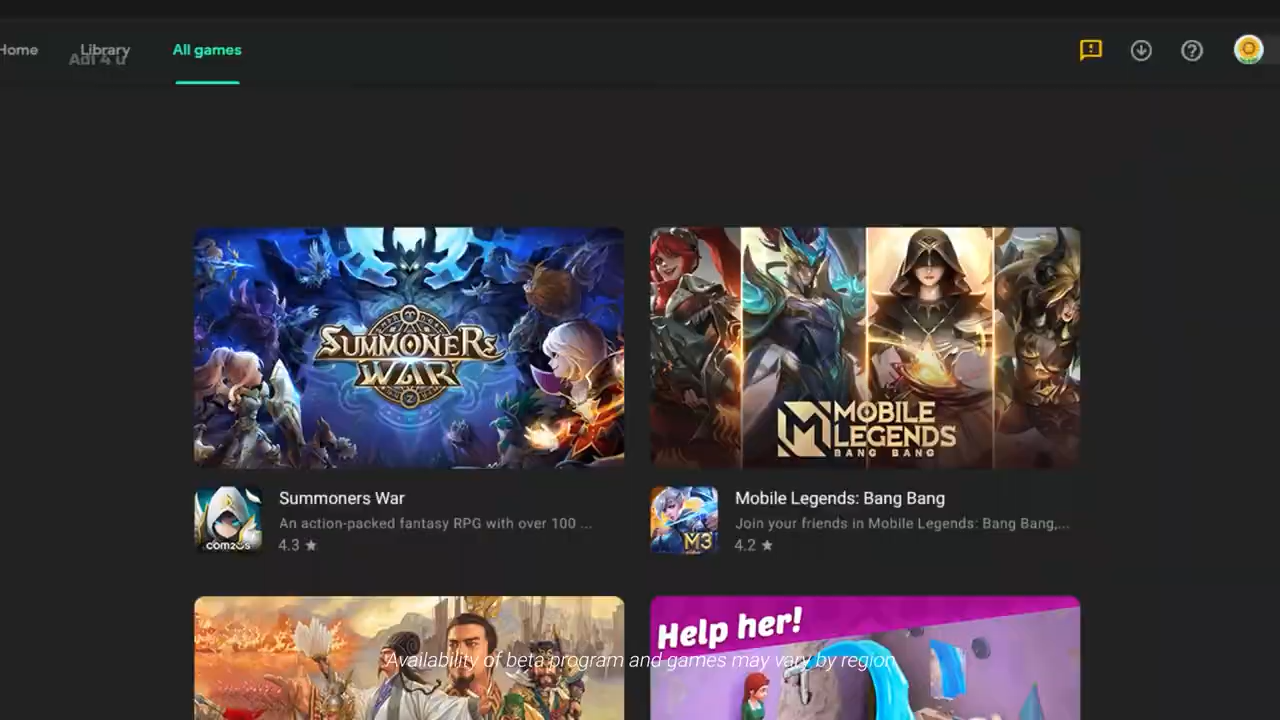 Home
Library
All games
Adi 4 u
SUMMONERS
WAR
MOBILE
LEGENDS
BANG BANG
com2us
Summoners War
An action-packed fantasy RPG with over 100 ...
4.3 ★
M3
Mobile Legends: Bang Bang
Join your friends in Mobile Legends: Bang Bang,...
4.2 ★
Help her!
Availability of beta program and games may vary by region